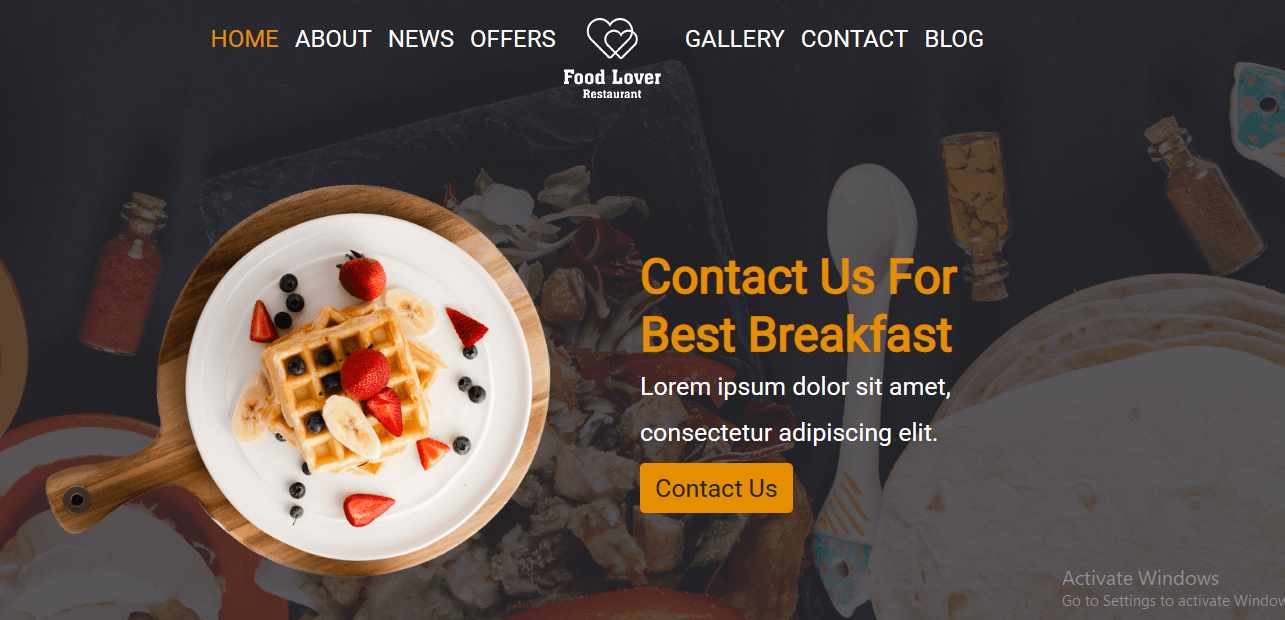 HOME ABOUT NEWS OFFERS GALLERY CONTACT BLOG
Food Lover
Restaurant
Contact Us For
Best Breakfast
Lorem ipsum dolor sit amet,
consectetur adipiscing elit.
Contact Us
Activate Windows
Go to Settings to activate Window